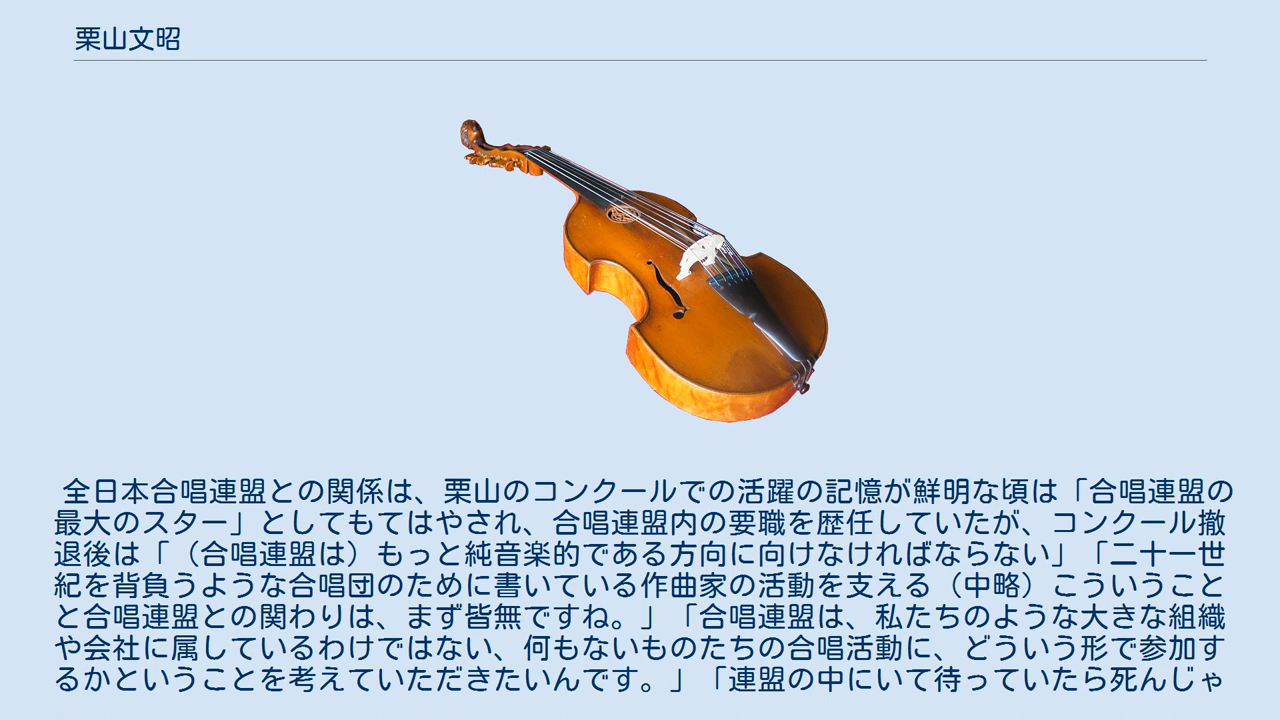 栗山文昭
全日本合唱連盟との関係は、栗山のコンクールでの活躍の記憶が鮮明な頃は「合唱連盟の
最大のスター」としてもてはやされ、合唱連盟内の要職を歴任していたが、コンクール撤
退後は「（合唱連盟は）もっと純音楽的である方向に向けなければならない」「二十一世
紀を背負うような合唱団のために書いている作曲家の活動を支える（中略）こういうこと
と合唱連盟との関わりは、まず皆無ですね。」「合唱連盟は、私たちのような大きな組織
や会社に属しているわけではない、何もないものたちの合唱活動に、どういう形で参加す
るかということを考えていただきたいんです。」「連盟の中にいて待っていたら死んじゃ